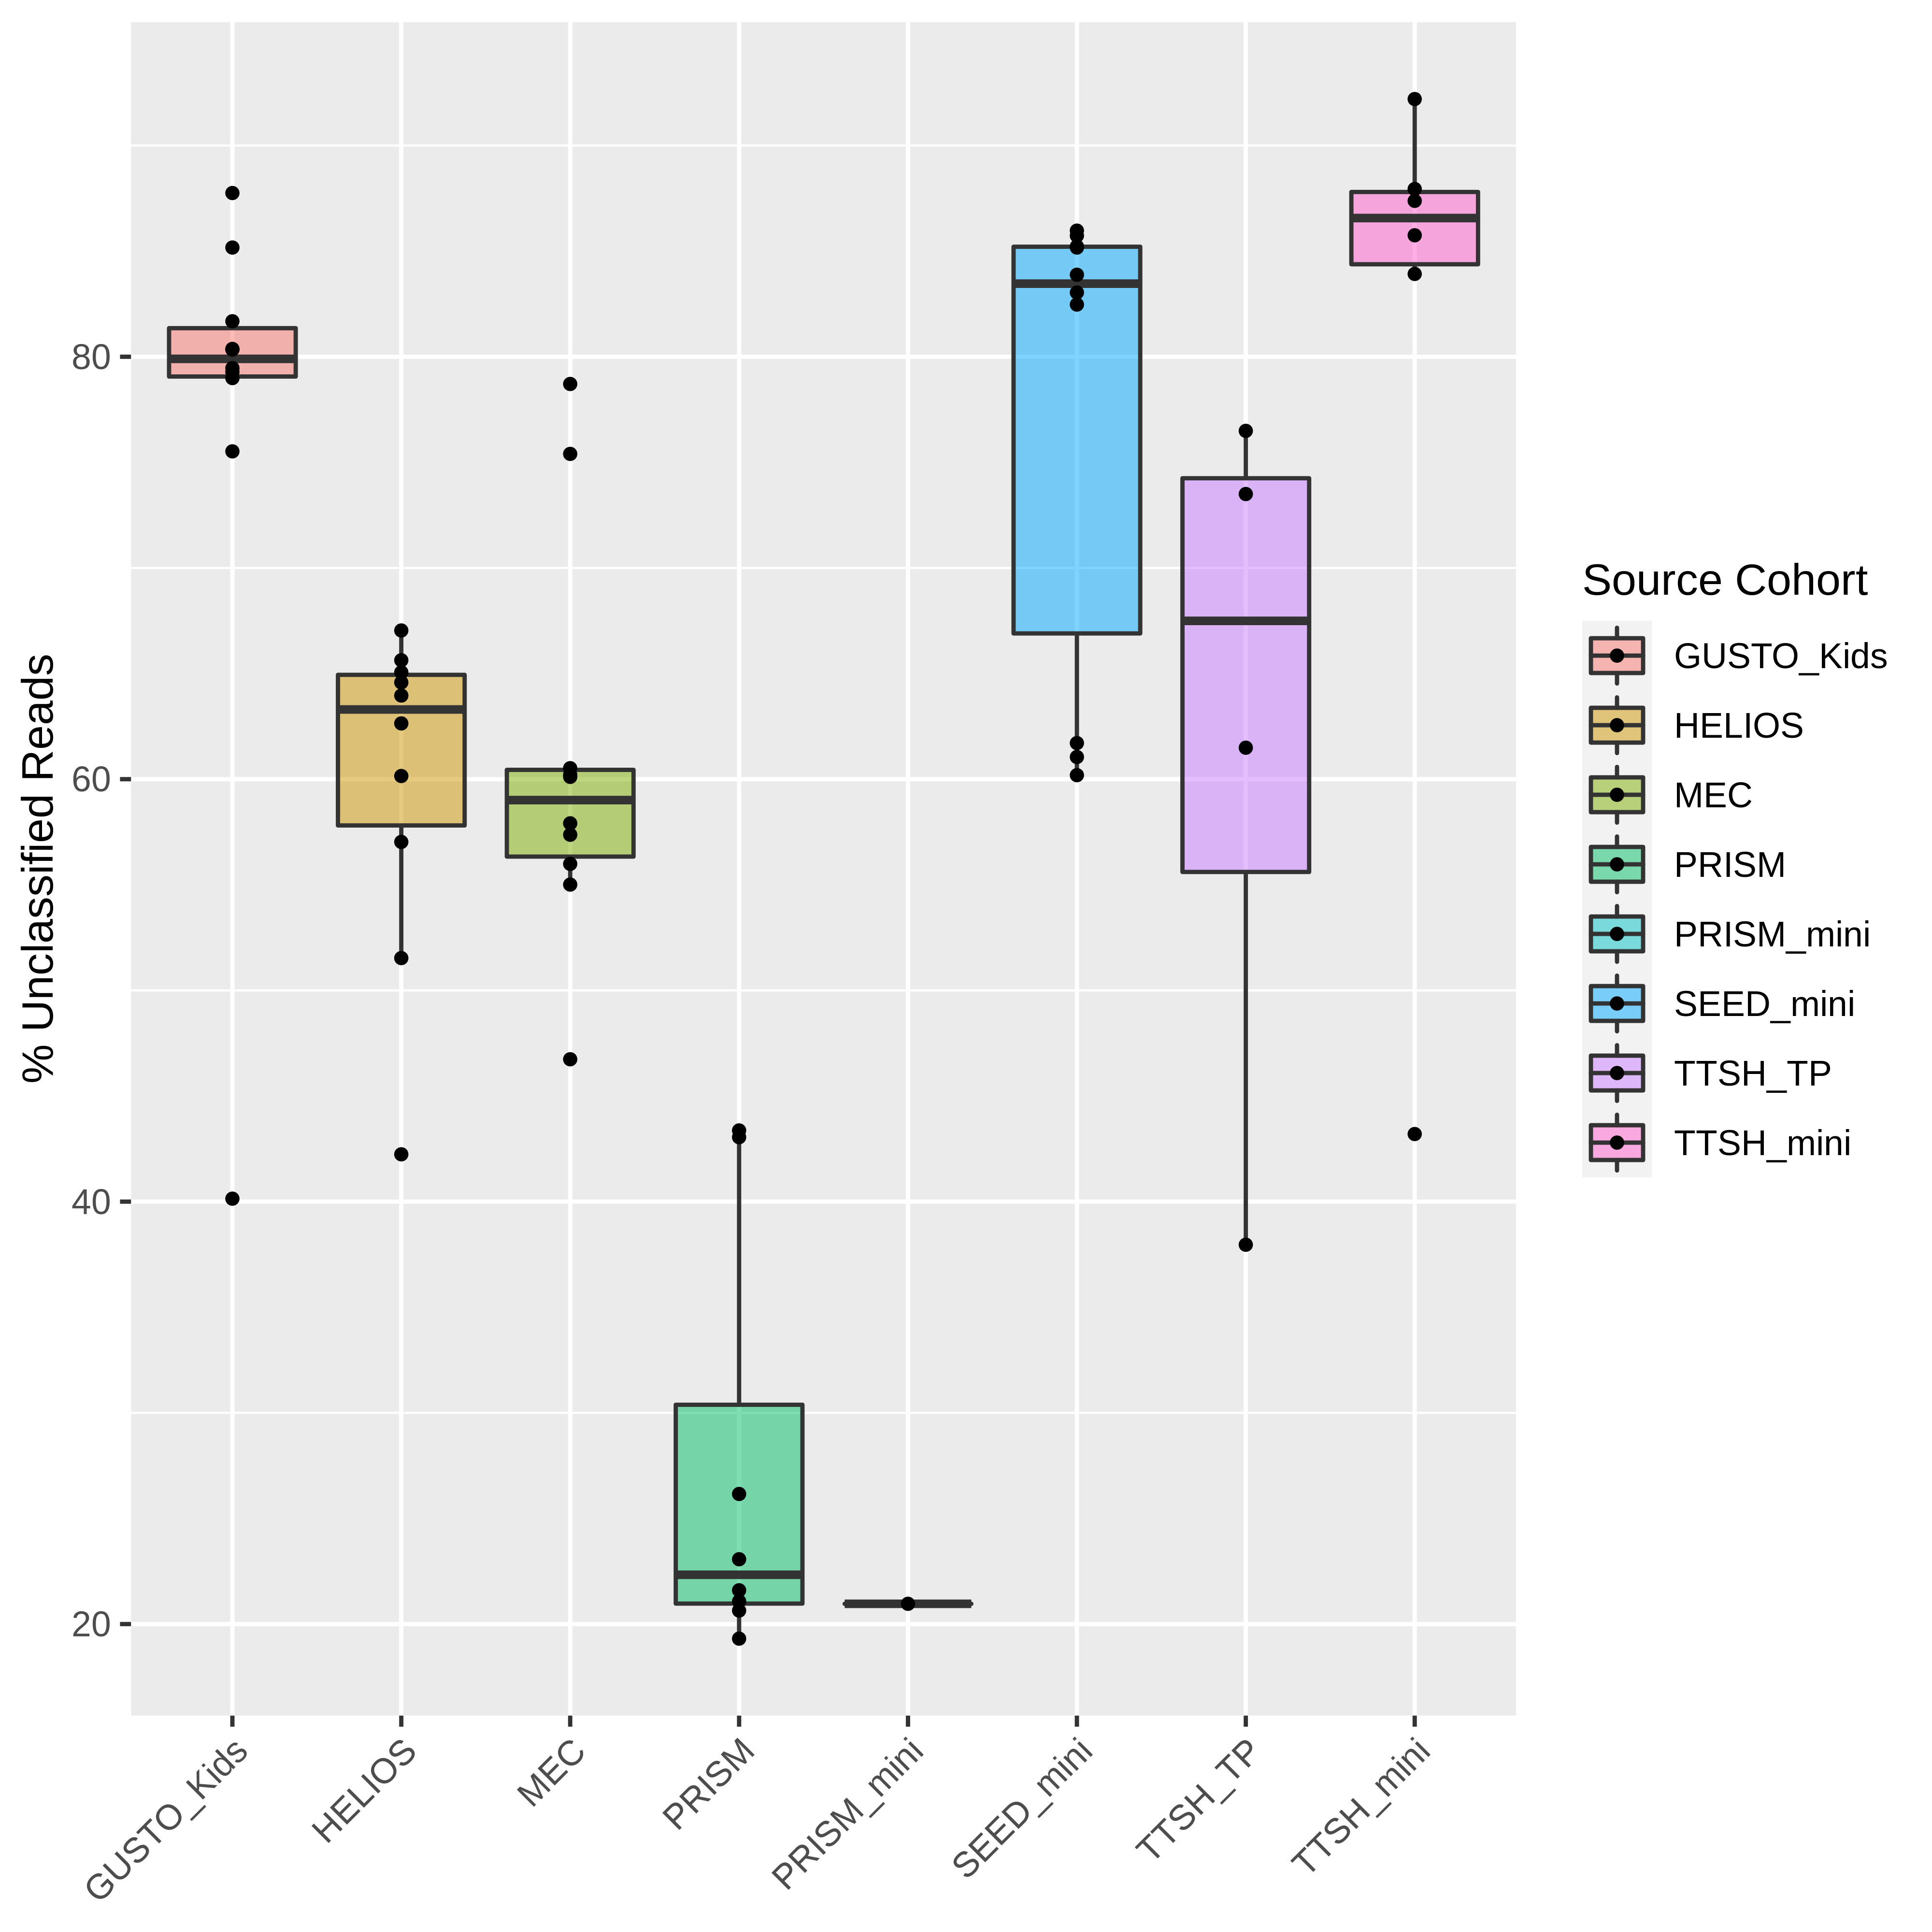 % Unclassified Reads
80
60
40
20
GUSTO_Kids
HELIOS
MEC
PRISM
PRISM_mini
SEED_mini
TTSH_TP
TTSH_mini
Source Cohort
GUSTO_Kids
HELIOS
MEC
PRISM
PRISM_mini
SEED_mini
TTSH_TP
TTSH_mini